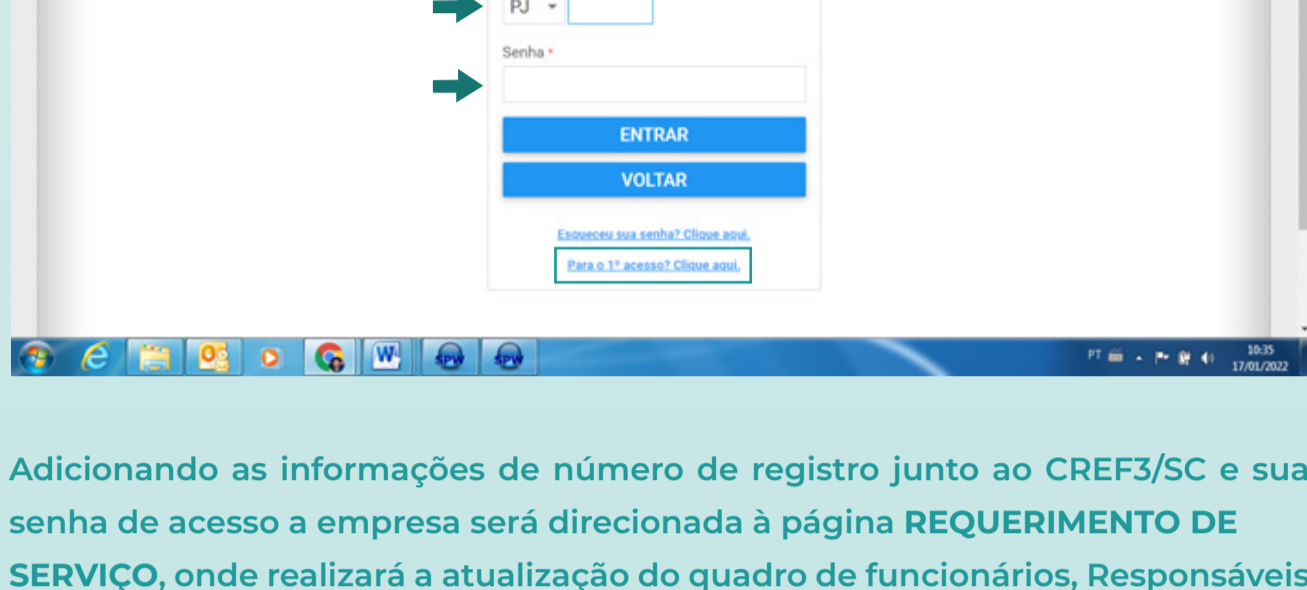 PJ
Senha *
ENTRAR
VOLTAR
Esqueceu sua senha? Clique aqui.
Para o 1º acesso? Clique aqui.
SPW SPW
PT
10:35
17/01/2022
Adicionando as informações de número de registro junto ao CREF3/SC e sua
senha de acesso a empresa será direcionada à página REQUERIMENTO DE
SERVIÇO, onde realizará a atualização do quadro de funcionários, Responsáveis